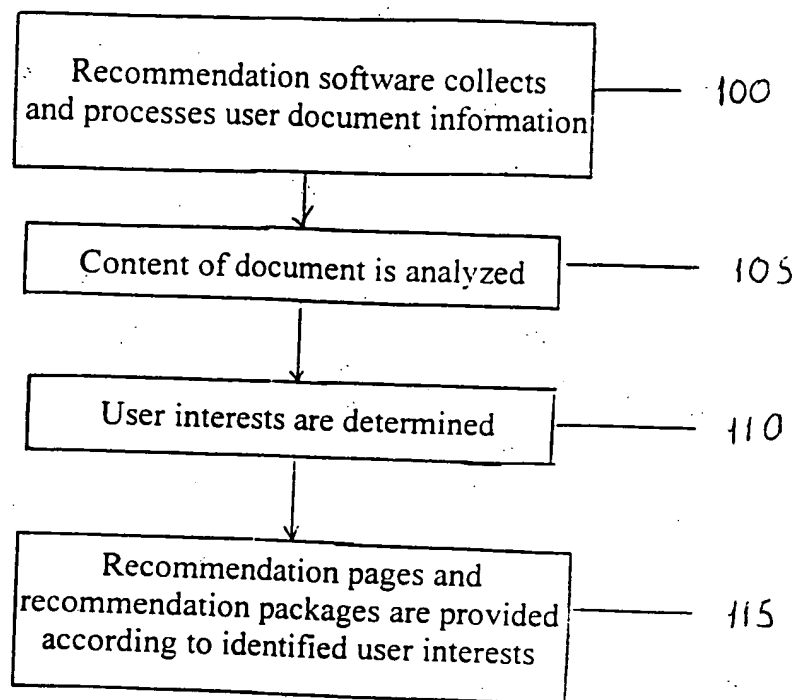 Recommendation software collects
and processes user document information
100
Content of document is analyzed
105
User interests are determined
110
Recommendation pages and
recommendation packages are provided
according to identified user interests
115